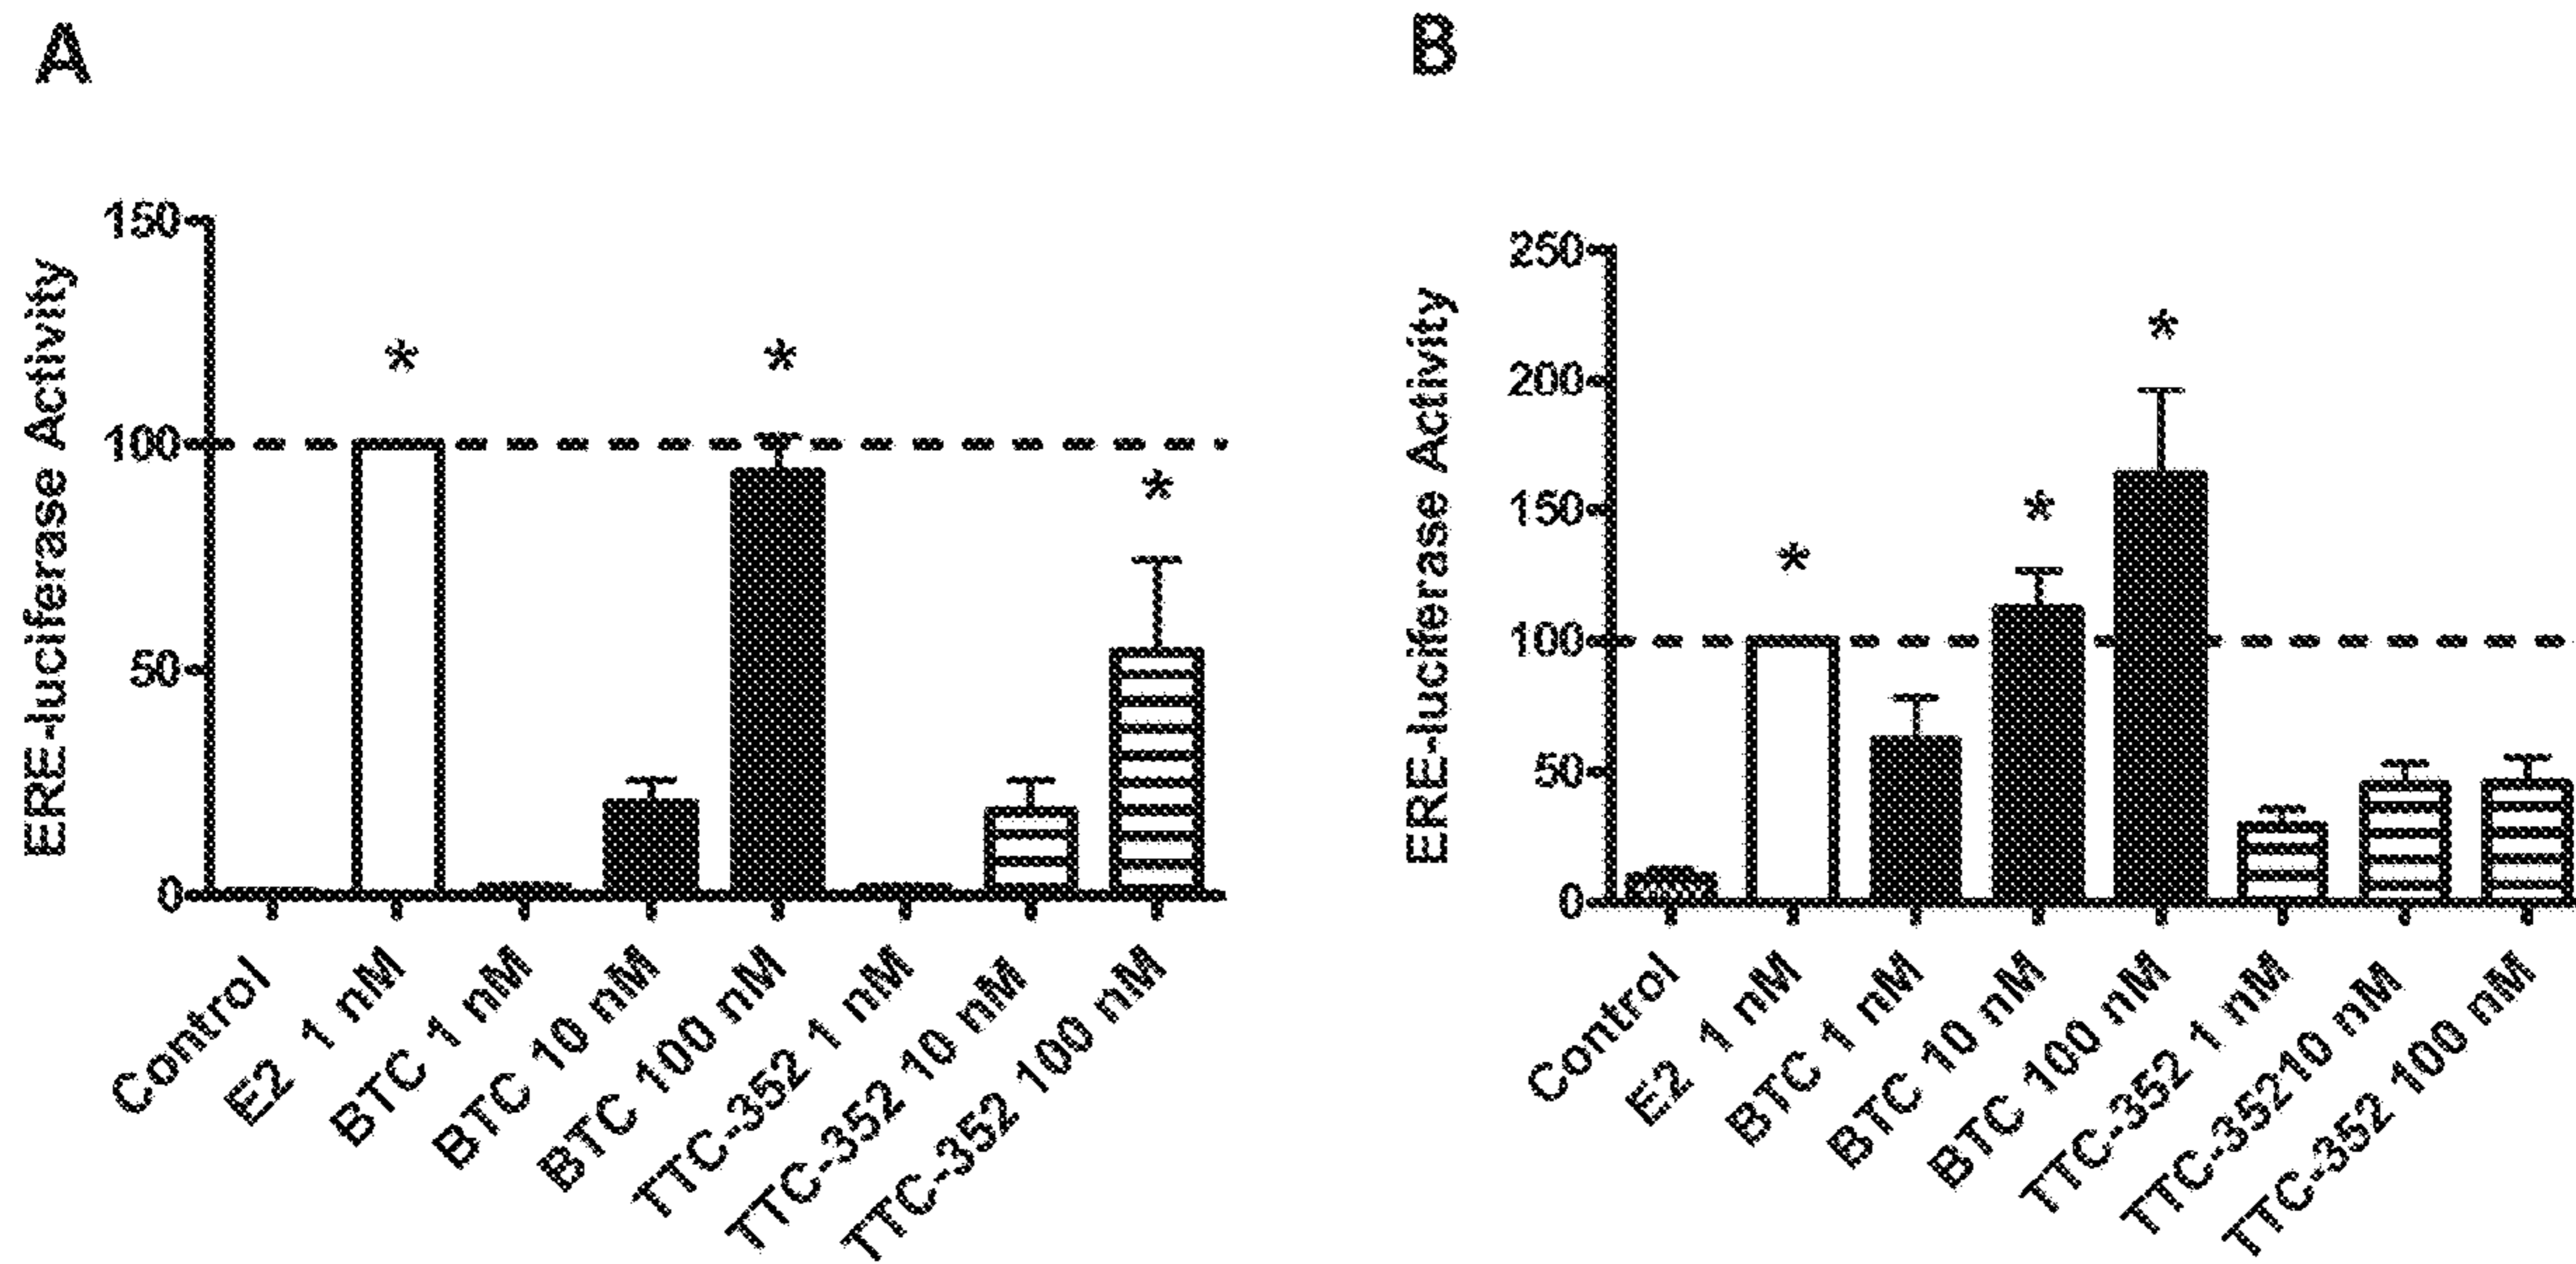 A
ERE-luciferase Activity
150
100
50
0
*
*
*
Control
E2 1 nM
BTC 1 nM
BTC 10 nM
BTC 100 nM
TTC-352 1 nM
TTC-352 10 nM
TTC-352 100 nM
B
ERE-luciferase Activity
250
200
150
100
50
0
*
*
*
Control
E2 1 nM
BTC 1 nM
BTC 10 nM
BTC 100 nM
TTC-352 1 nM
TTC-35210 nM
TTC-352 100 nM